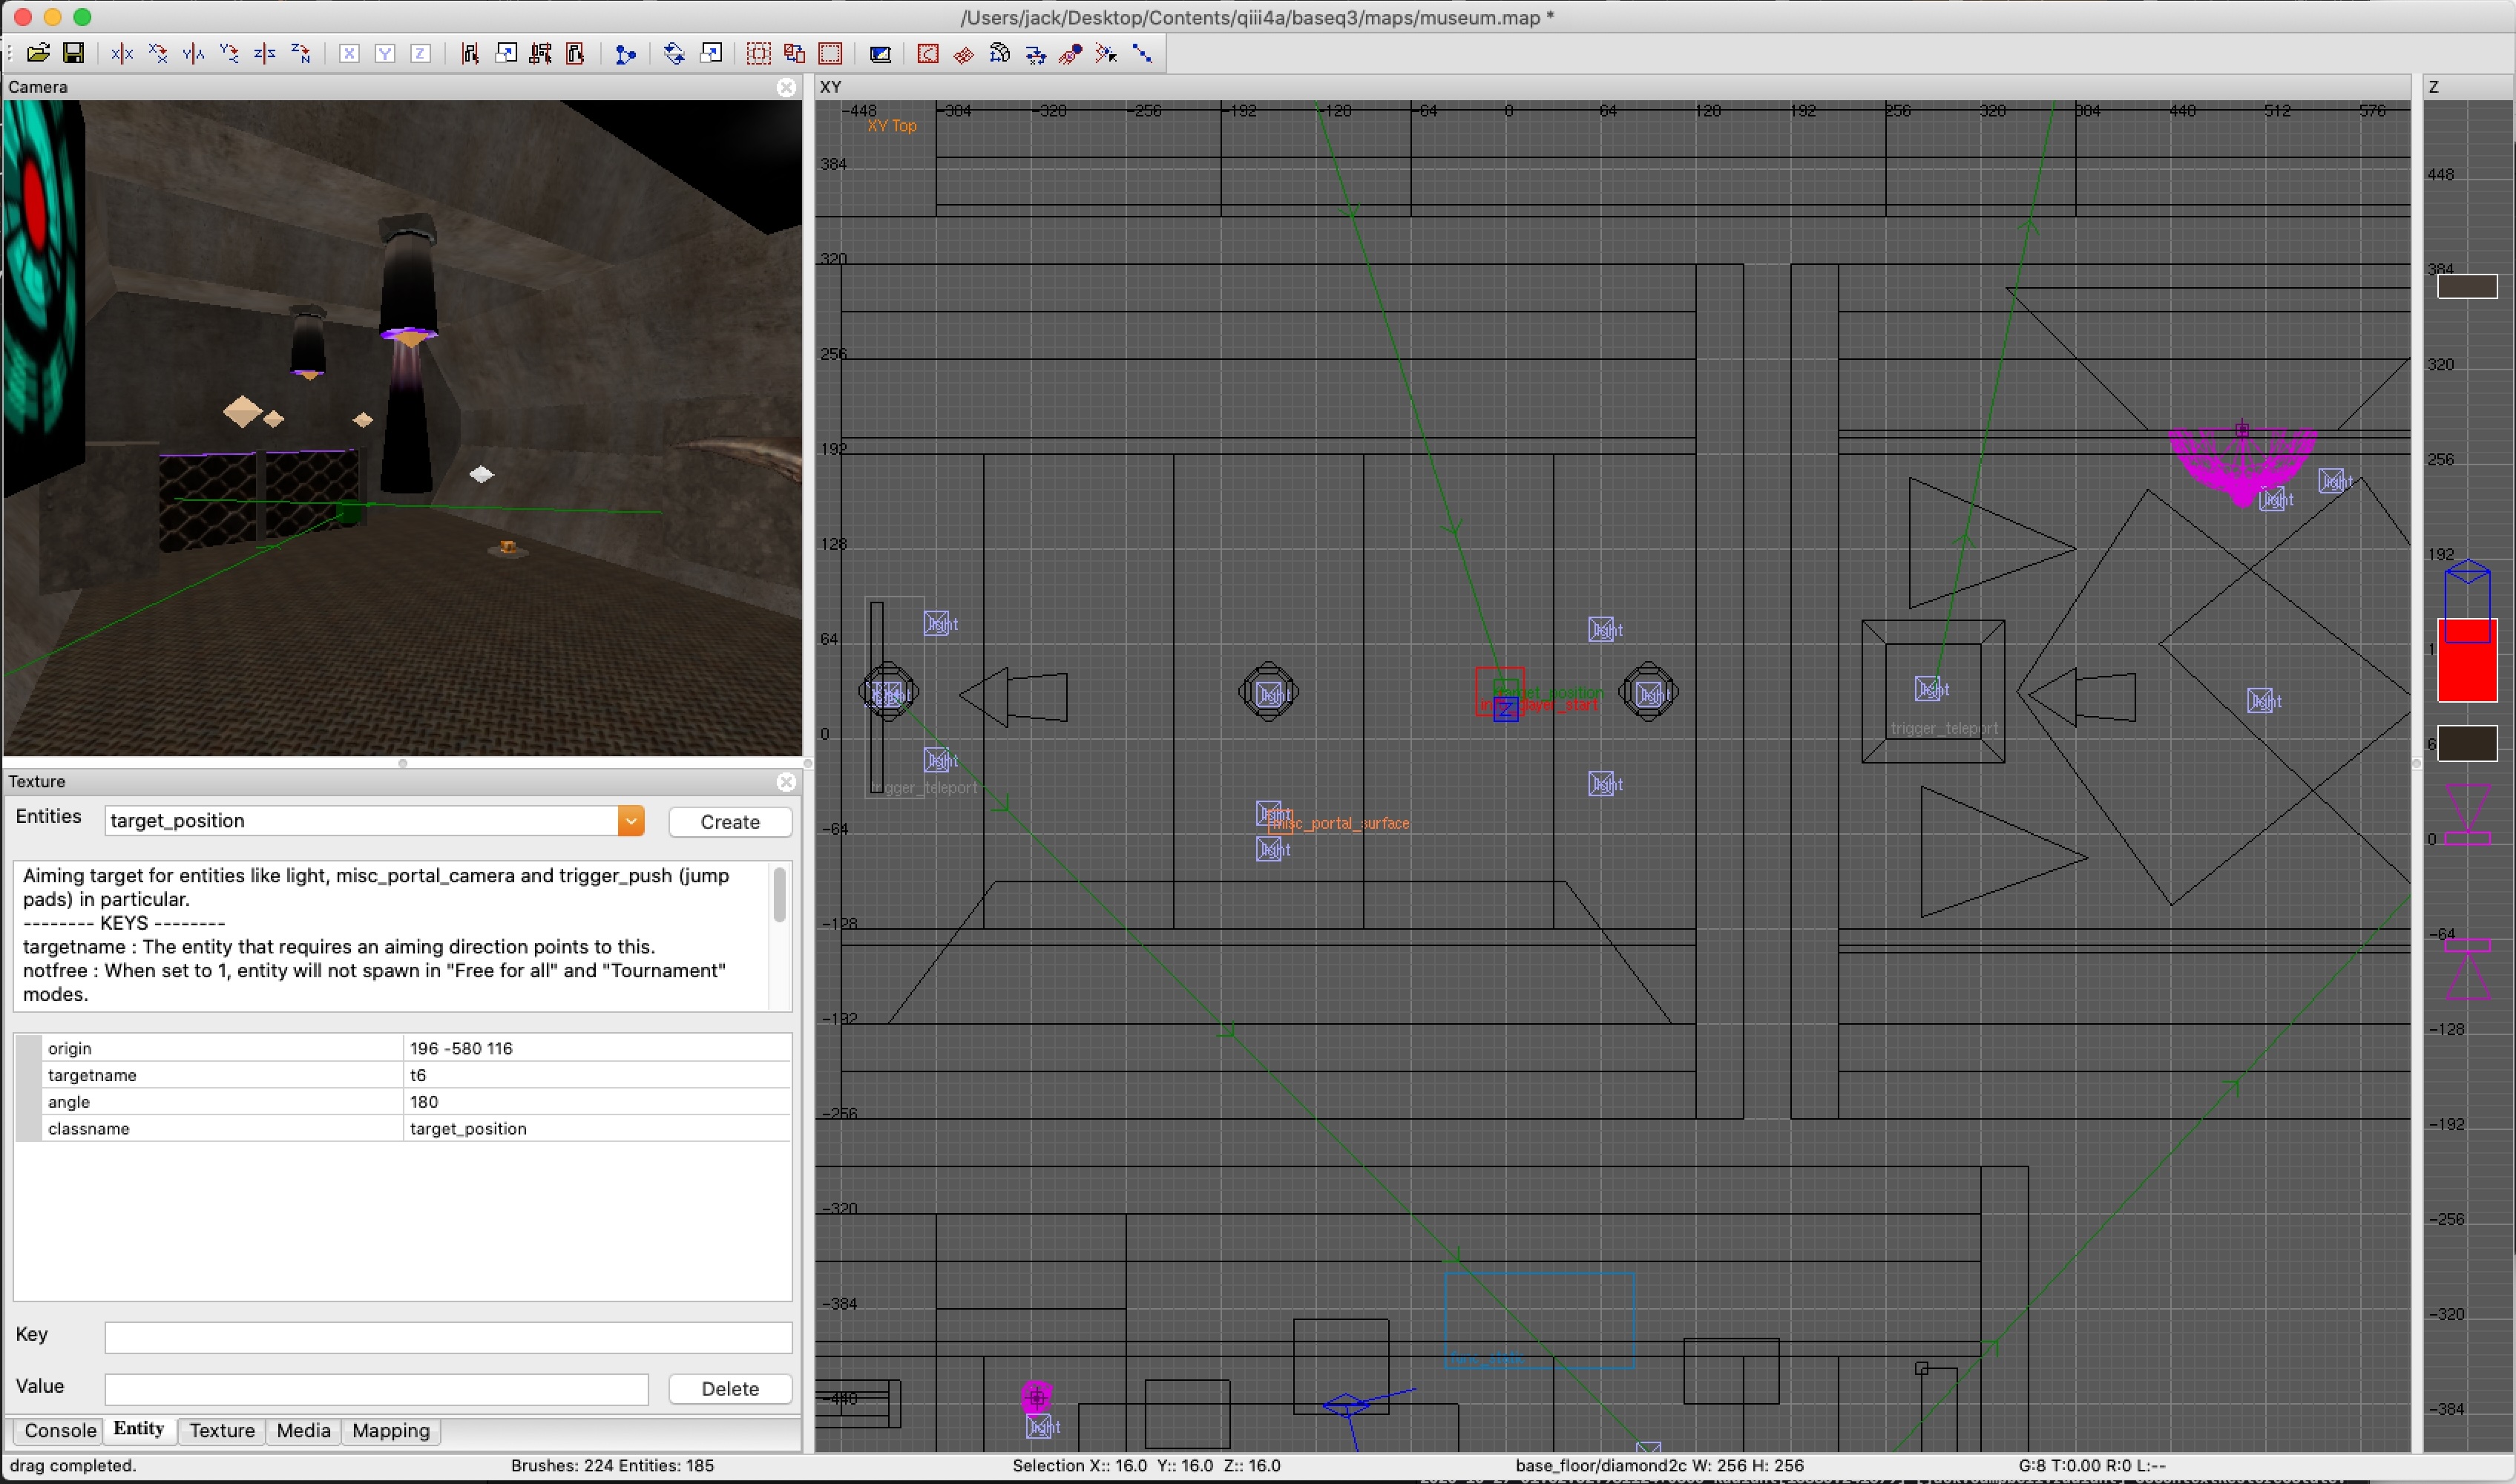 /Users/jack/Desktop/Contents/qiii4a/baseq3/maps/museum.map *
X Y Z
Camera
XY
Z
-448 -384 -320 -256 -192 -120 -64 0 64 120 192 256 320 384 440 512 576
XY Top
384
320
256
192
128
64
0
-64
-128
-192
-256
-320
-384
light
light
light
light
light
light
light
light
light
light
light
light
light
light
target_position
info_player_start
Z
trigger_teleport
trigger_teleport
misc_portal_surface
448
384
320
256
192
0
-64
-128
-192
-256
-320
-384
Texture
Entities target_position Create
Aiming target for entities like light, misc_portal_camera and trigger_push (jump
pads) in particular.
-------- KEYS --------
targetname : The entity that requires an aiming direction points to this.
notfree : When set to 1, entity will not spawn in "Free for all" and "Tournament"
modes.
origin 196 -580 116
targetname t6
angle 180
classname target_position
Key
Value Delete
Console Entity Texture Media Mapping
drag completed. Brushes: 224 Entities: 185 Selection X:: 16.0 Y:: 16.0 Z:: 16.0 base_floor/diamond2c W: 256 H: 256 G:8 T:0.00 R:0 L:--